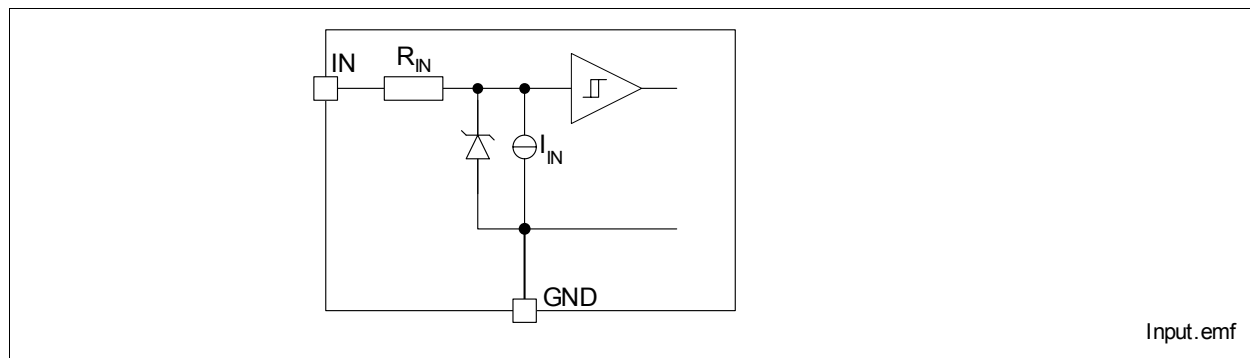 IN
R_IN
I_IN
GND
Input.emf